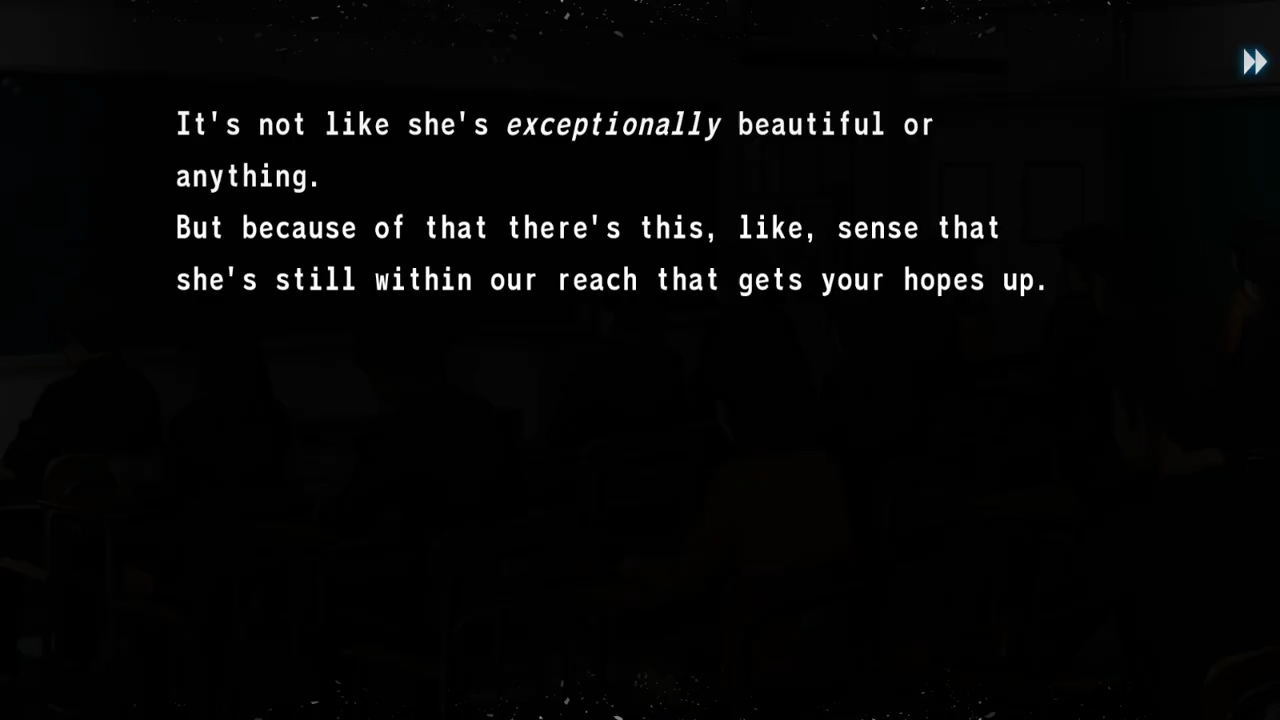 It's not like she's exceptionally beautiful or
anything.
But because of that there's this, like, sense that
she's still within our reach that gets your hopes up.